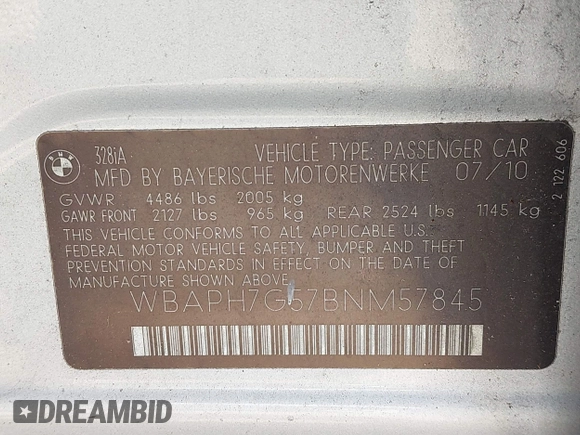 328iA VEHICLE TYPE: PASSENGER CAR
MFD BY BAYERISCHE MOTORENWERKE 07/10
GVWR 4486 lbs 2005 kg
GAWR FRONT 2127 lbs 965 kg REAR 2524 lbs 1145 kg
THIS VEHICLE CONFORMS TO ALL APPLICABLE U.S.
FEDERAL MOTOR VEHICLE SAFETY, BUMPER AND THEFT
PREVENTION STANDARDS IN EFFECT ON THE DATE OF
MANUFACTURE SHOWN ABOVE.
WBAPH7G57BNM57845
2 122 606
BMW
DREAMBID